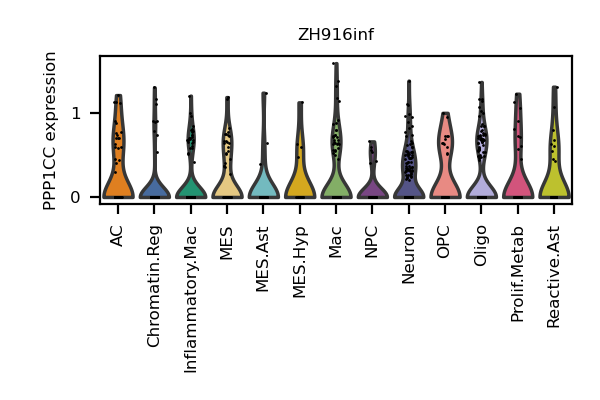 ZH916inf
PPP1CC expression
1
0
AC
Chromatin.Reg
Inflammatory.Mac
MES
MES.Ast
MES.Hyp
Mac
NPC
Neuron
OPC
Oligo
Prolif.Metab
Reactive.Ast